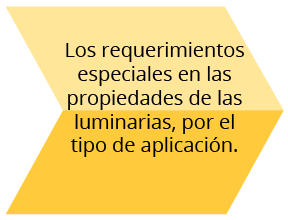 Los requerimientos
especiales en las
propiedades de las
luminarias, por el
tipo de aplicación.